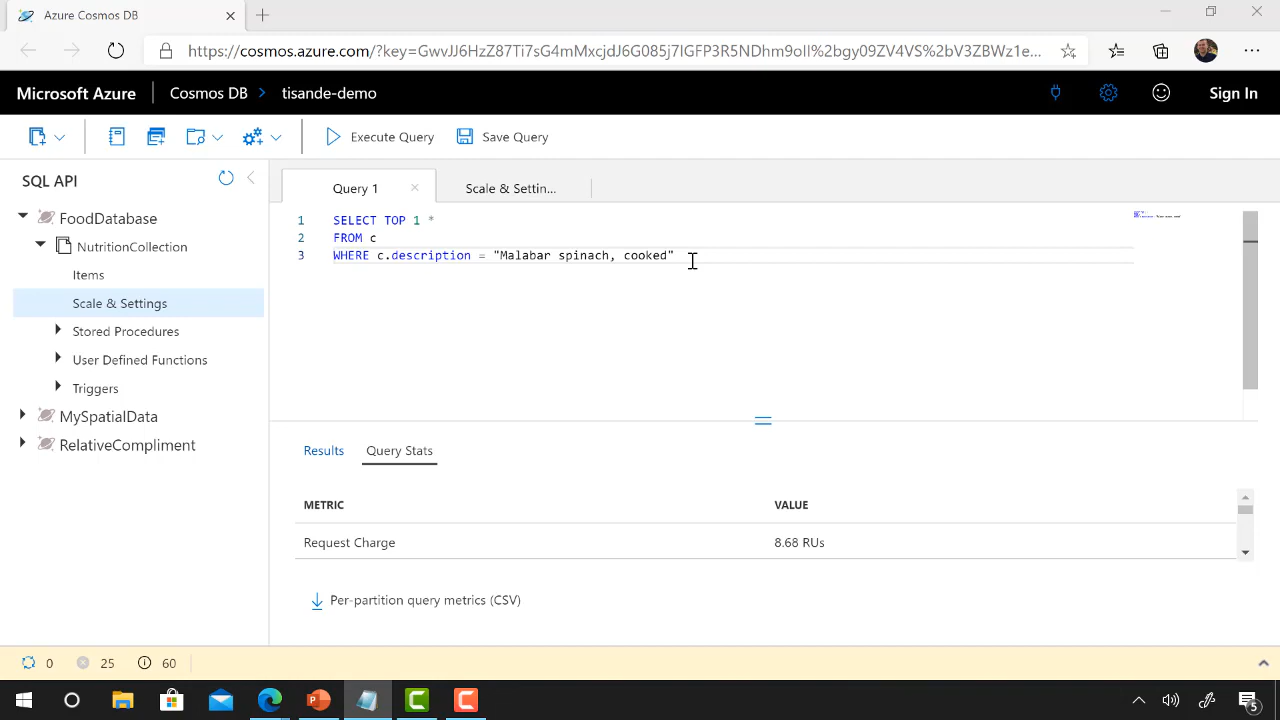 Azure Cosmos DB
https://cosmos.azure.com/?key=GwvJJ6HzZ87Ti7sG4mMxcjdJ6G085j7IGFP3R5NDhm9oII%2bgy09ZV4VS%2bV3ZBWz1e...
Microsoft Azure
Cosmos DB > tisande-demo
Sign In
Execute Query
Save Query
SQL API
FoodDatabase
NutritionCollection
Items
Scale & Settings
Stored Procedures
User Defined Functions
Triggers
MySpatialData
RelativeCompliment
Query 1
Scale & Settin...
1 SELECT TOP 1 *
2 FROM c
3 WHERE c.description = "Malabar spinach, cooked"
Results
Query Stats
METRIC VALUE
Request Charge 8.68 RUs
Per-partition query metrics (CSV)
0 25 60
5